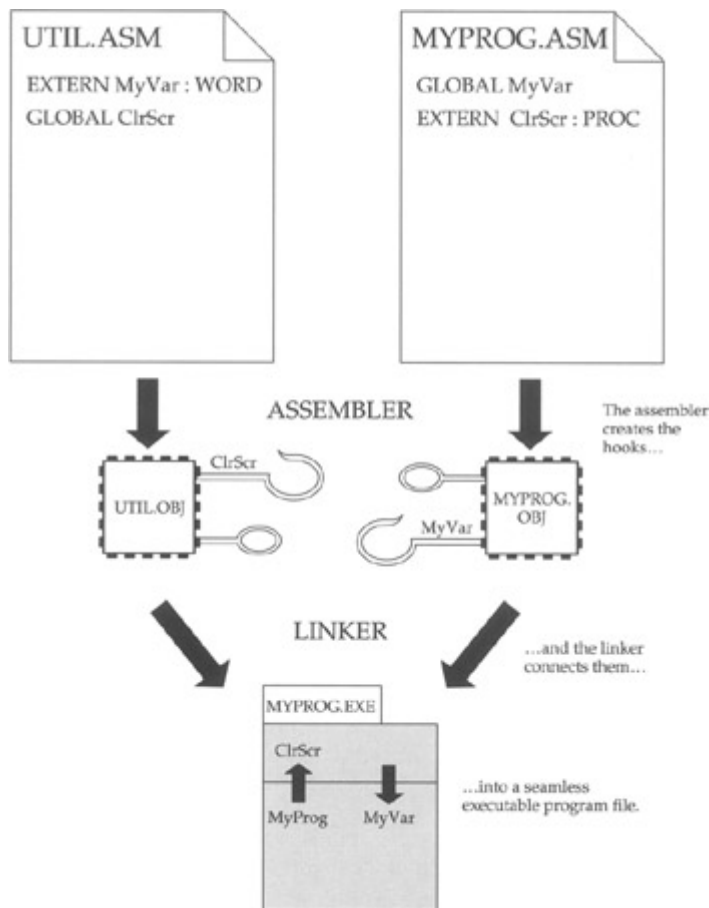 UTIL.ASM
EXTERN MyVar : WORD
GLOBAL ClrScr
MYPROG.ASM
GLOBAL MyVar
EXTERN ClrScr : PROC
ASSEMBLER
The assembler
creates the
hooks...
ClrScr
UTIL.OBJ
MYPROG.
OBJ
MyVar
LINKER
...and the linker
connects them...
MYPROG.EXE
ClrScr
MyProg
MyVar
...into a seamless
executable program file.